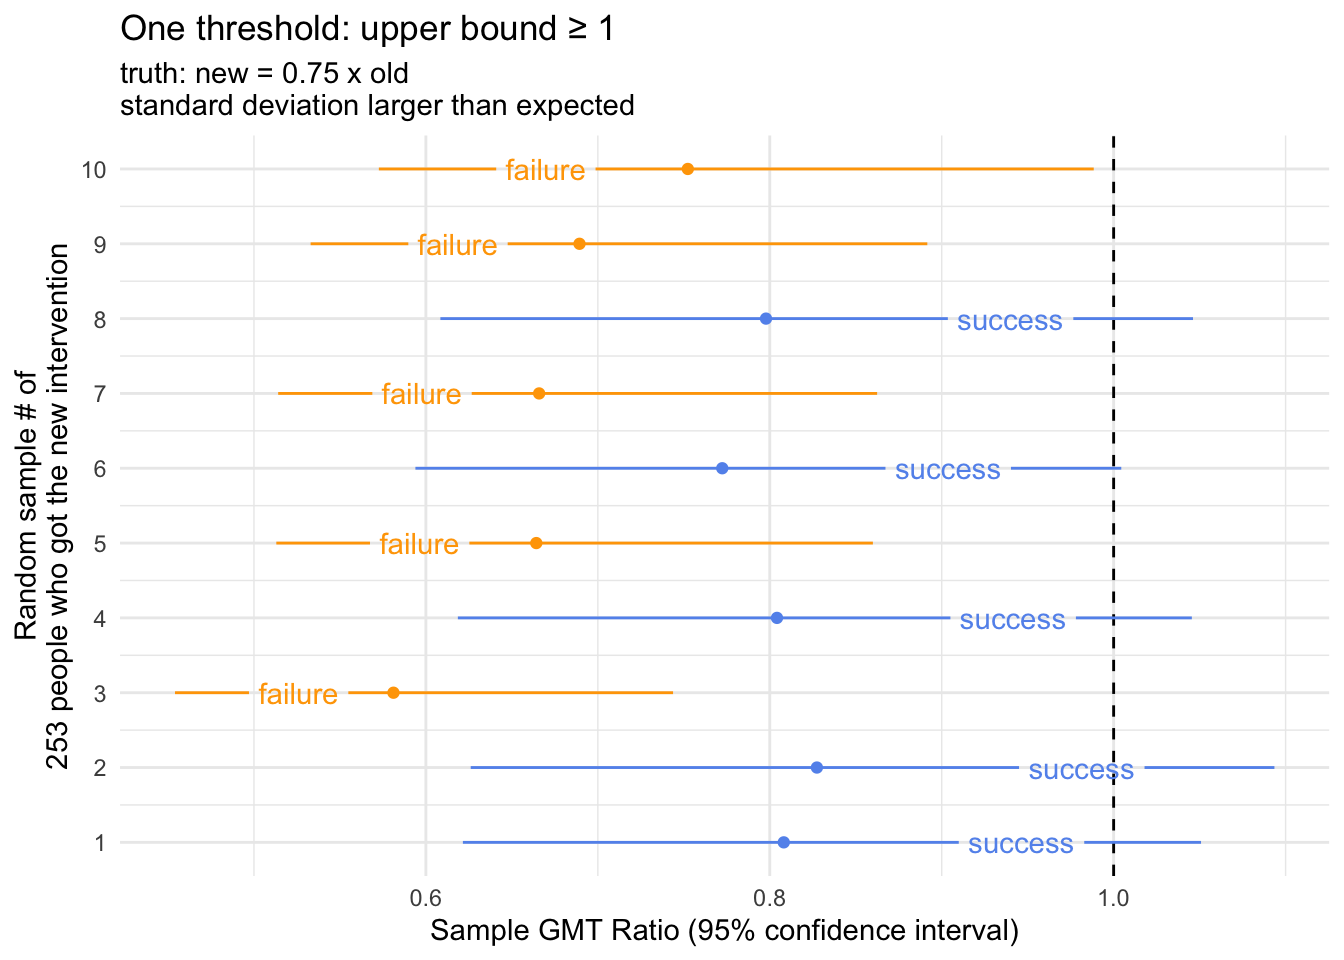 One threshold: upper bound ≥ 1
truth: new = 0.75 x old
standard deviation larger than expected
Random sample # of
253 people who got the new intervention
10
failure
9
failure
8
success
7
failure
6
success
5
failure
4
success
3
failure
2
success
1
success
0.6
0.8
1.0
Sample GMT Ratio (95% confidence interval)